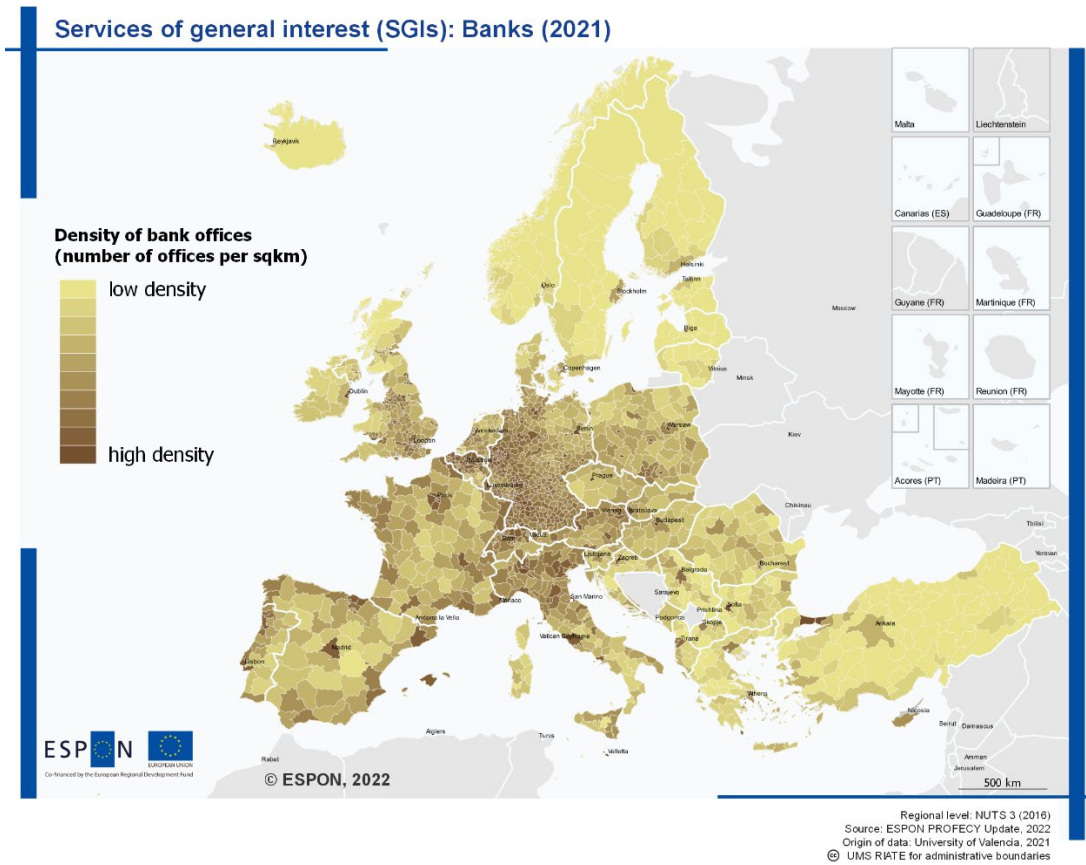 Services of general interest (SGIs): Banks (2021)
Malta
Liechtenstein
Reykjavik
Canarias (ES)
Guadeloupe (FR)
Density of bank offices
(number of offices per sqkm)
low density
high density
Helsinki
Tallinn
Oslo
Stockholm
Guyane (FR)
Martinique (FR)
Moscow
Riga
Copenhagen
Vilnius
Minsk
Dublin
Mayotte (FR)
Reunion (FR)
Amsterdam
Berlin
Warsaw
London
Kiev
Prague
Acores (PT)
Madeira (PT)
Paris
Vienna
Bratislava
Chisinau
Budapest
Vaduz
Tbilisi
Ljubljana
Zagreb
Yerevan
Belgrade
Bucharest
San Marino
Sarajevo
Monaco
Prishtina
Sofia
Andorra la Vella
Podgorica
Skopje
Ankara
Vatican City
Rome
Tirana
Madrid
Lisbon
Athens
Nicosia
Beirut
Damascus
Algiers
Tunis
Valletta
Amman
Jerusalem
Rabat
ESPON
EUROPEAN UNION
Co-financed by the European Regional Development Fund
© ESPON, 2022
500 km
Regional level: NUTS 3 (2016)
Source: ESPON PROFECY Update, 2022
Origin of data: University of Valencia, 2021
cc UMS RIATE for administrative boundaries